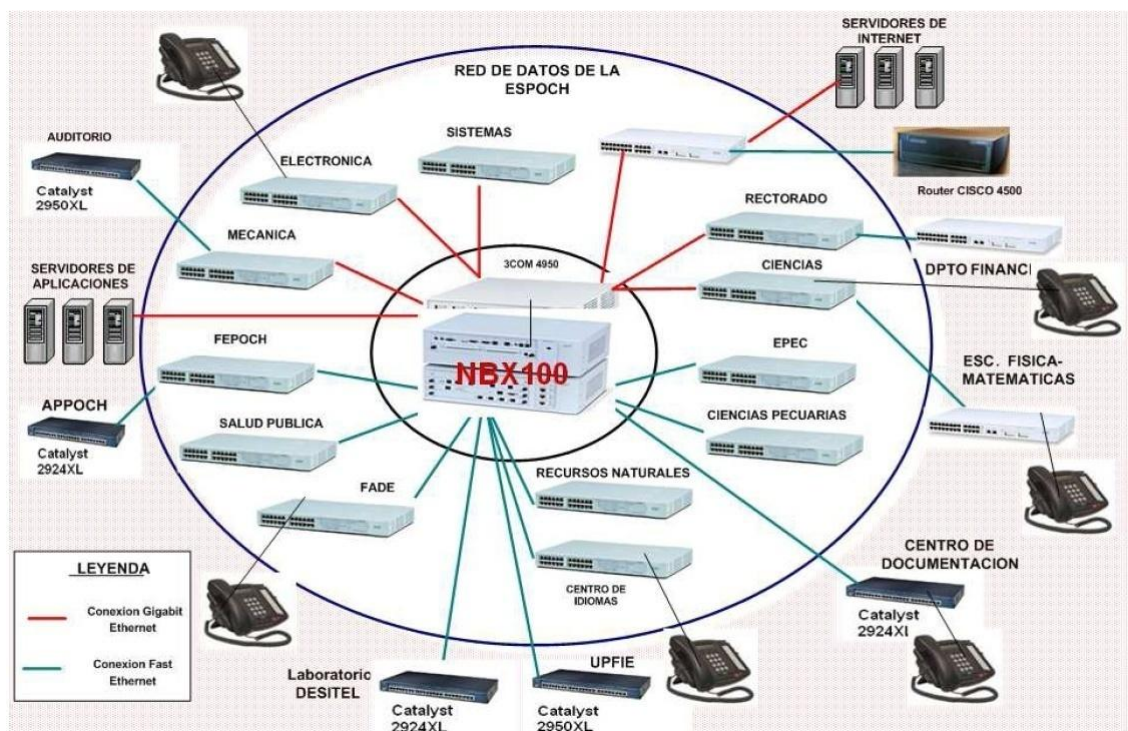 SERVIDORES DE
INTERNET
RED DE DATOS DE LA
ESPOCH
AUDITORIO
SISTEMAS
ELECTRONICA
Catalyst
2950XL
Router CISCO 4500
RECTORADO
MECANICA
3COM 4950
CIENCIAS
DPTO FINANCI
SERVIDORES DE
APLICACIONES
FEPOCH
EPEC
ESC. FISICA-
MATEMATICAS
NBX100
APPOCH
SALUD PUBLICA
CIENCIAS PECUARIAS
Catalyst
2924XL
RECURSOS NATURALES
FADE
CENTRO DE
DOCUMENTACION
LEYENDA
Conexion Gigabit
Ethernet
Conexion Fast
Ethernet
CENTRO DE
IDIOMAS
Catalyst
2924XL
Laboratorio
DESITEL
UPFIE
Catalyst
2924XL
Catalyst
2950XL